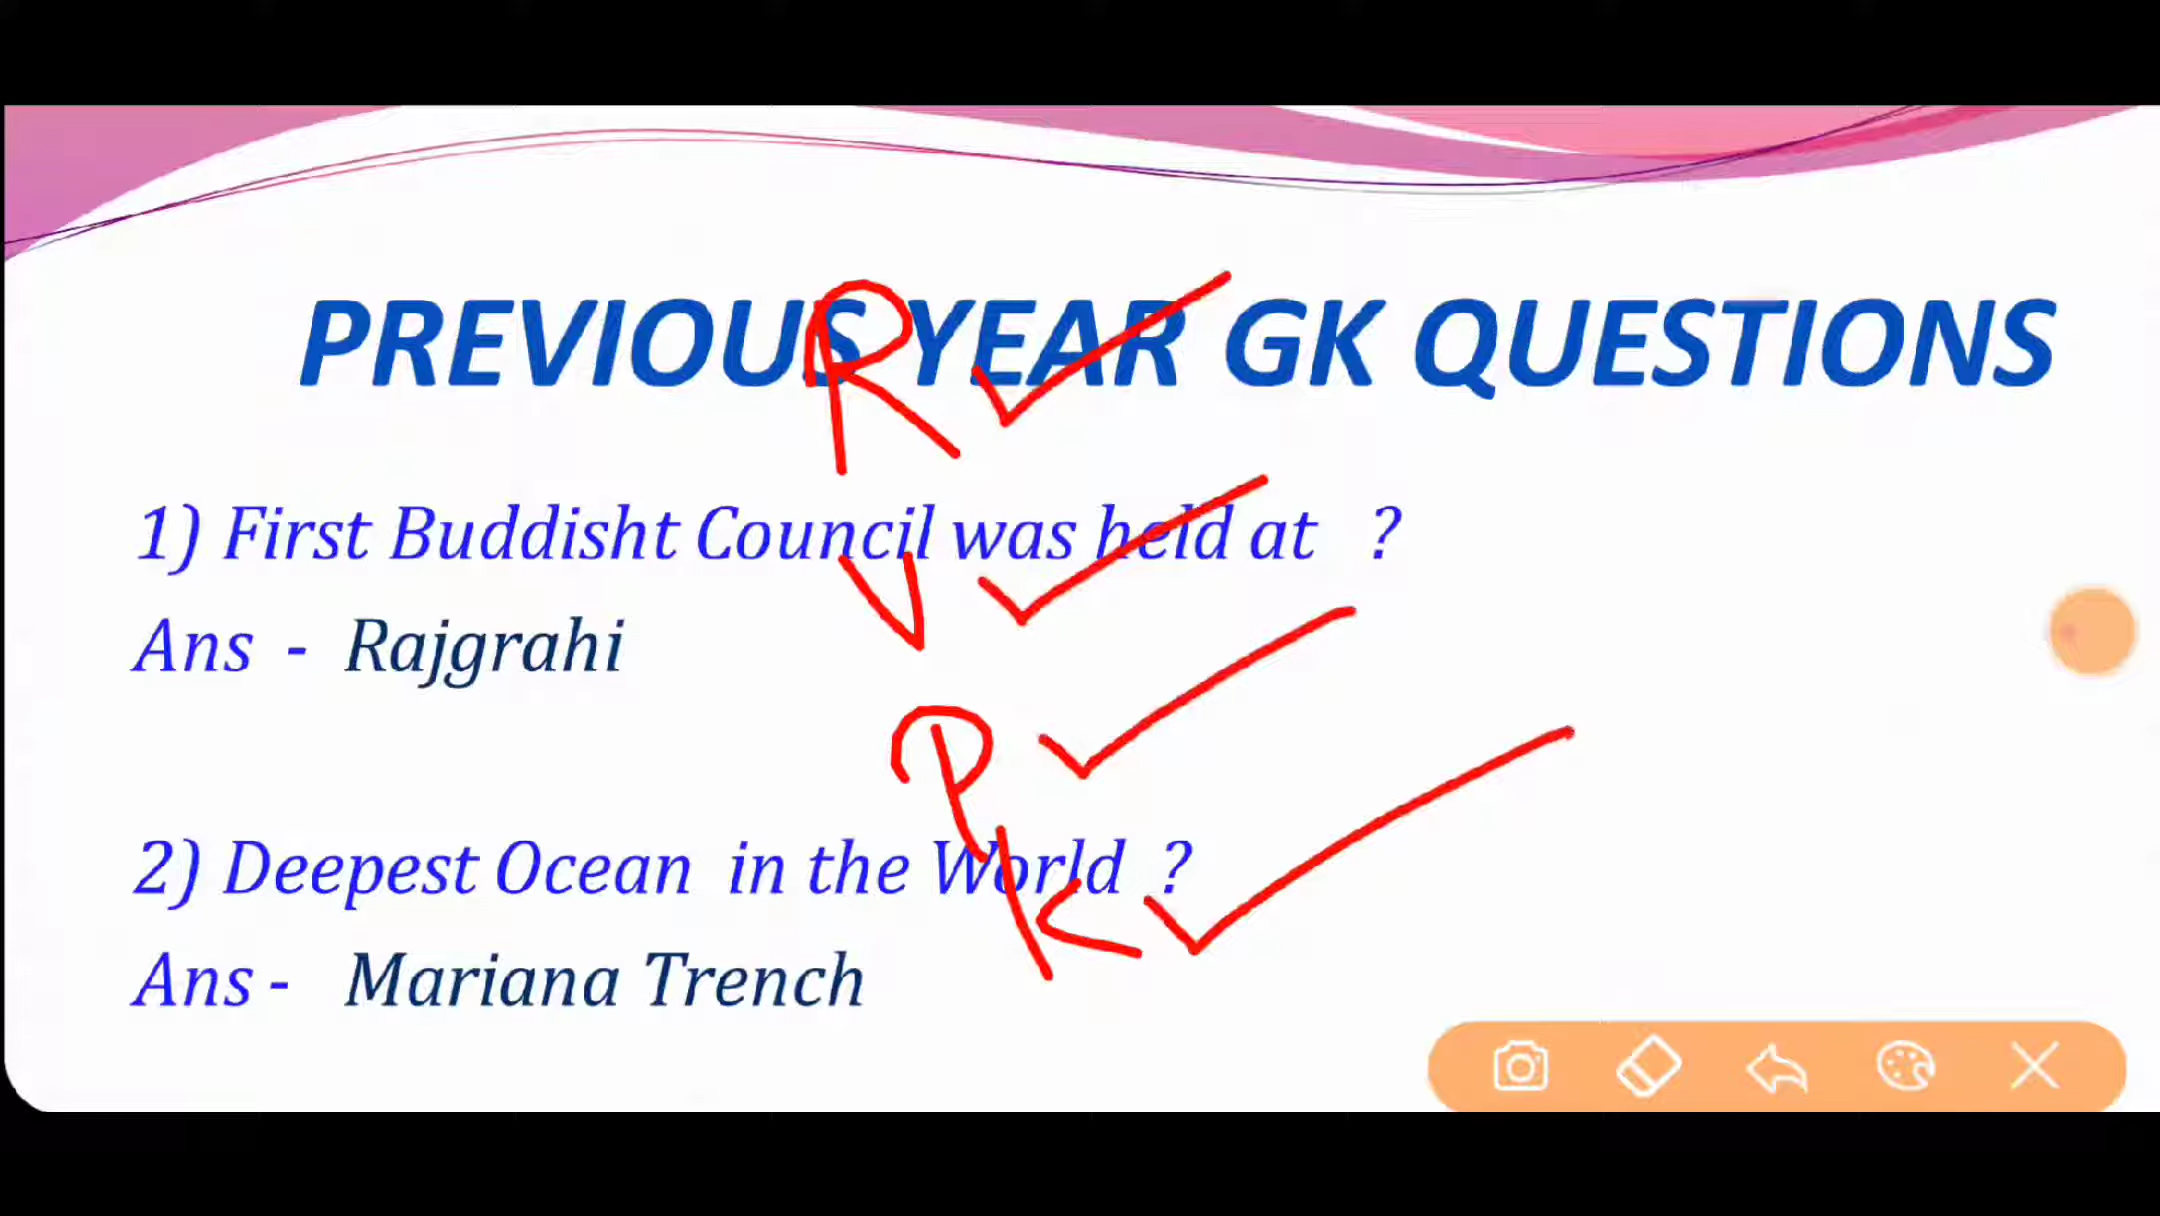 PREVIOUS YEAR GK QUESTIONS
R
1) First Buddisht Council was held at ?
V
Ans - Rajgrahi
P
2) Deepest Ocean in the World ?
K
Ans - Mariana Trench